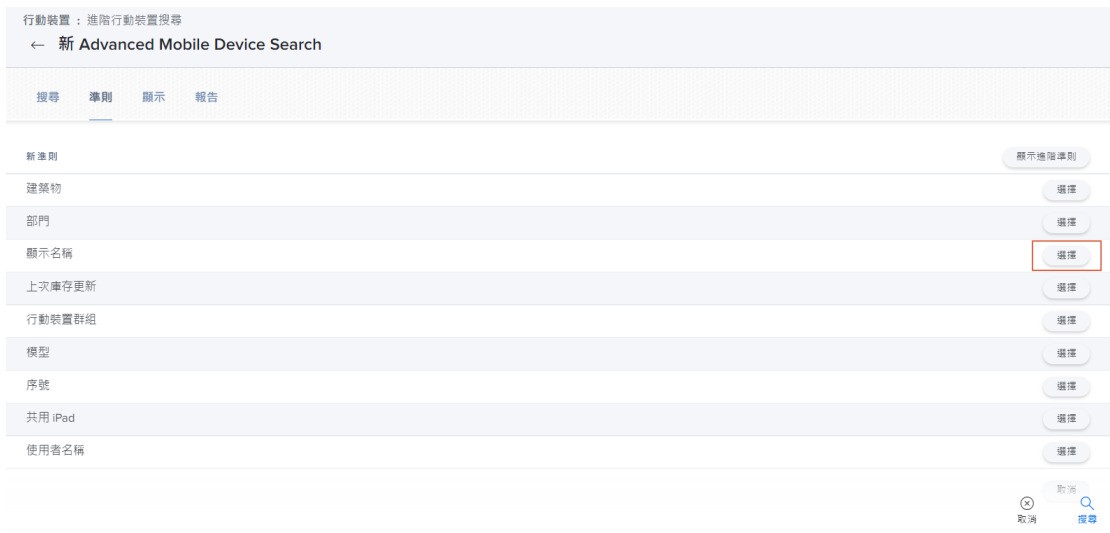 行動裝置 : 進階行動裝置搜尋
← 新 Advanced Mobile Device Search
搜尋 準則 顯示 報告
新準則 顯示進階準則
建築物 選擇
部門 選擇
顯示名稱 選擇
上次庫存更新 選擇
行動裝置群組 選擇
模型 選擇
序號 選擇
共用 iPad 選擇
使用者名稱 選擇
取消
取消 搜尋